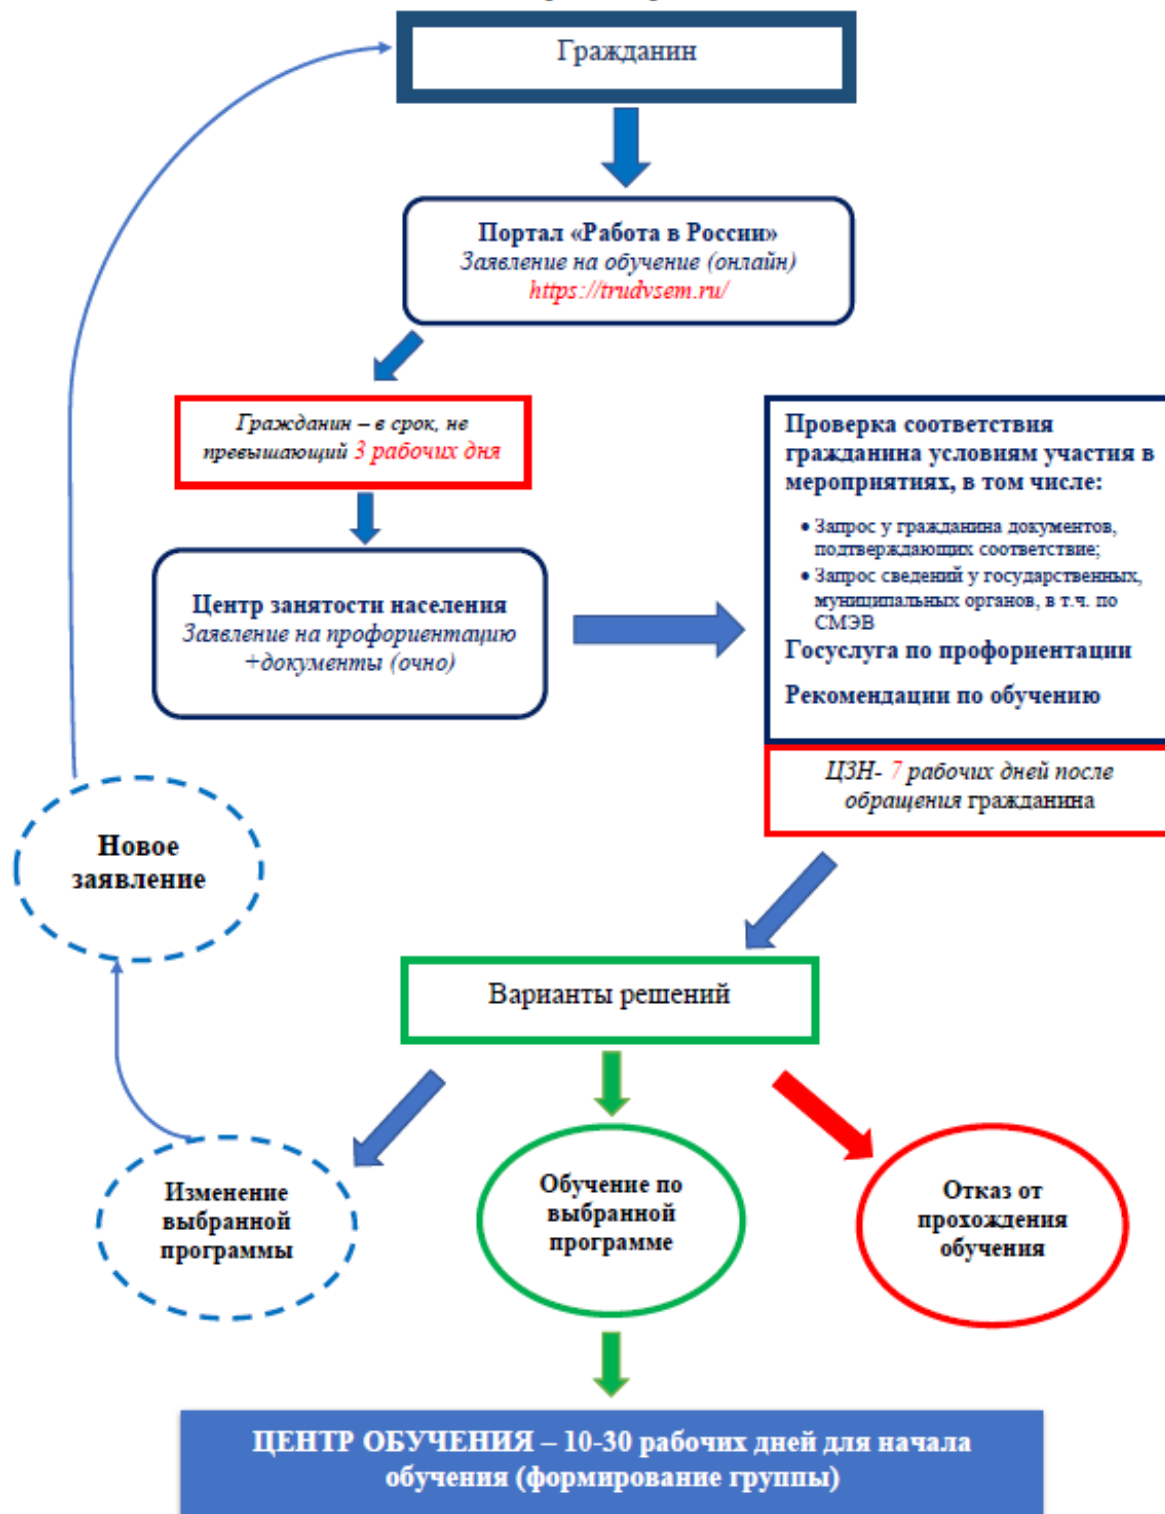 Гражданин
Портал «Работа в России»
Заявление на обучение (онлайн)
https://trudvsem.ru/
Гражданин – в срок, не
превышающий 3 рабочих дня
Центр занятости населения
Заявление на профориентацию
+документы (очно)
Проверка соответствия
гражданина условиям участия в
мероприятиях, в том числе:
• Запрос у гражданина документов,
подтверждающих соответствие;
• Запрос сведений у государственных,
муниципальных органов, в т.ч. по
СМЭВ
Госуслуга по профориентации
Рекомендации по обучению
ЦЗН- 7 рабочих дней после
обращения гражданина
Новое
заявление
Варианты решений
Изменение
выбранной
программы
Обучение по
выбранной
программе
Отказ от
прохождения
обучения
ЦЕНТР ОБУЧЕНИЯ – 10-30 рабочих дней для начала
обучения (формирование группы)